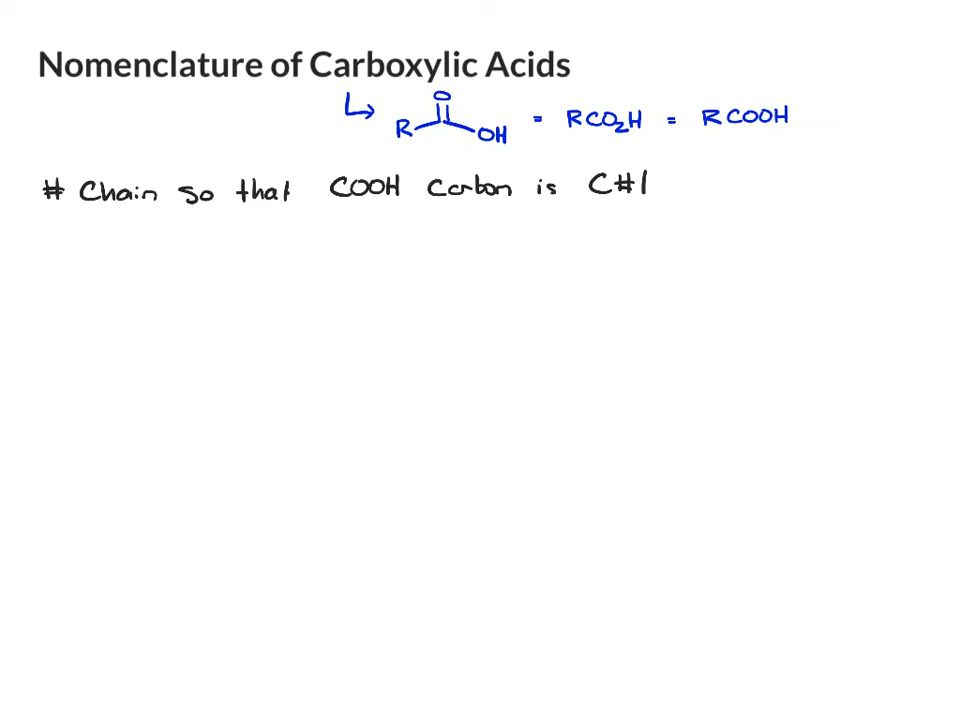 Nomenclature of Carboxylic Acids
O
R OH = RCO₂H = RCOOH
# Chain so that COOH Carbon is C#1